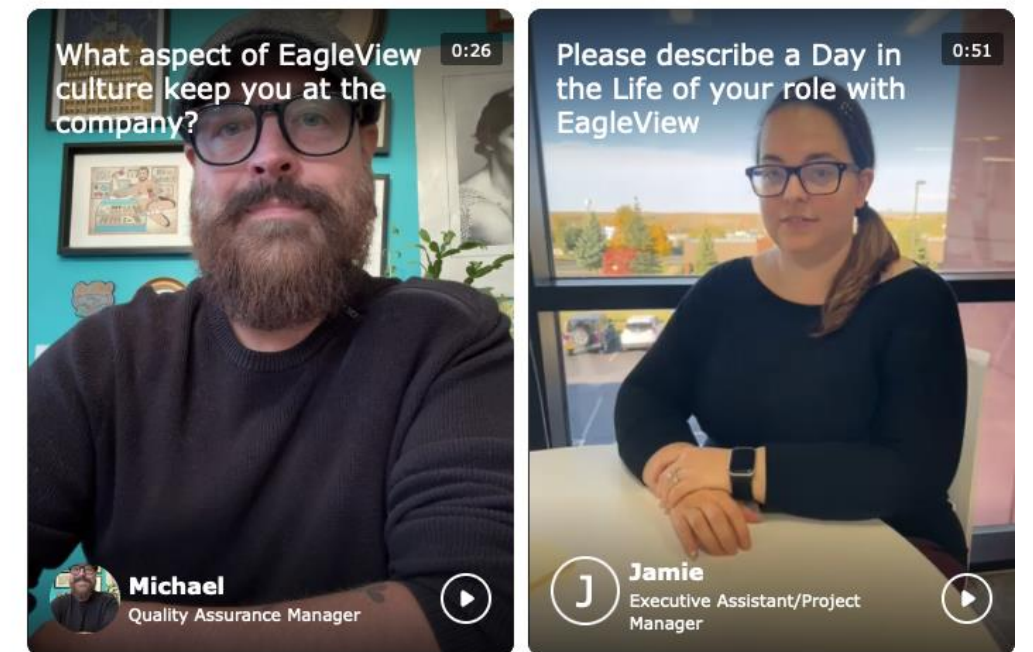 What aspect of EagleView
culture keep you at the
company?
0:26
Michael
Quality Assurance Manager
Please describe a Day in
the Life of your role with
EagleView
0:51
J
Jamie
Executive Assistant/Project
Manager